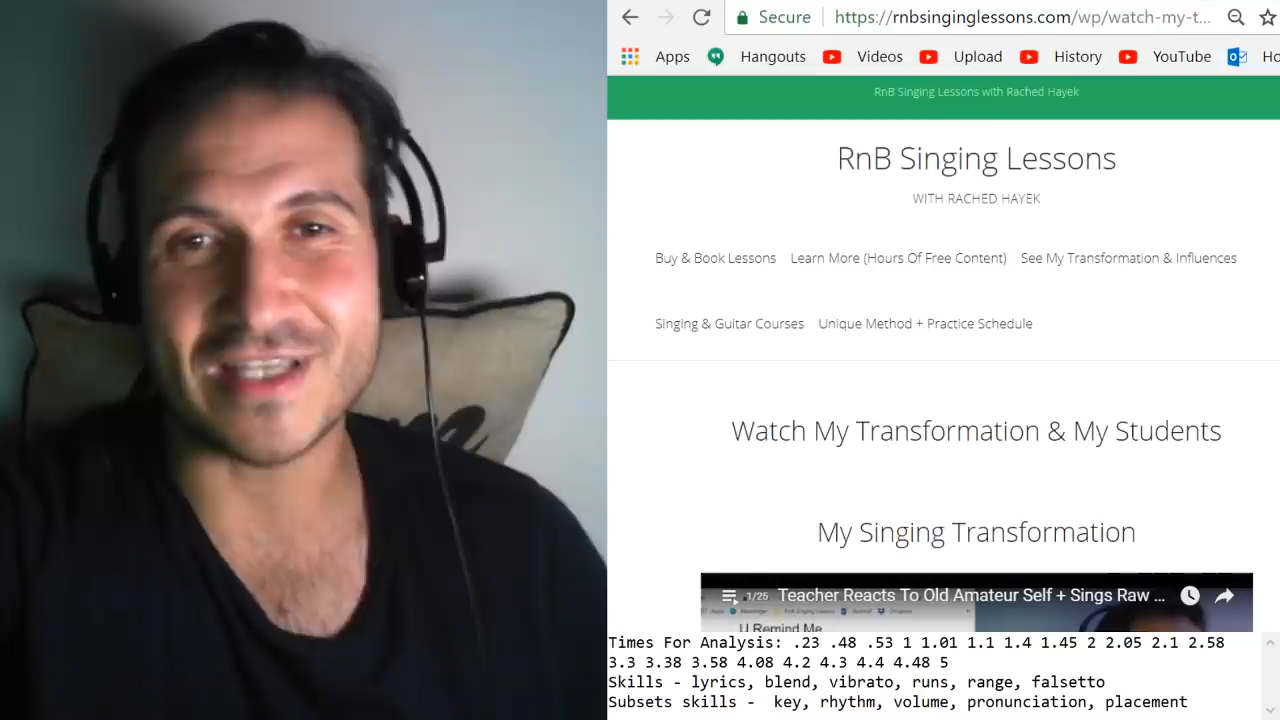 Secure https://rnbsinginglessons.com/wp/watch-my-t...
Apps Hangouts Videos Upload History YouTube Ho
RnB Singing Lessons with Rached Hayek
RnB Singing Lessons
WITH RACHED HAYEK
Buy & Book Lessons Learn More (Hours Of Free Content) See My Transformation & Influences
Singing & Guitar Courses Unique Method + Practice Schedule
Watch My Transformation & My Students
My Singing Transformation
1/25 Teacher Reacts To Old Amateur Self + Sings Raw ...
U Remind Me
Times For Analysis: .23 .48 .53 1 1.01 1.1 1.4 1.45 2 2.05 2.1 2.58
3.3 3.38 3.58 4.08 4.2 4.3 4.4 4.48 5
Skills - lyrics, blend, vibrato, runs, range, falsetto
Subsets skills - key, rhythm, volume, pronunciation, placement